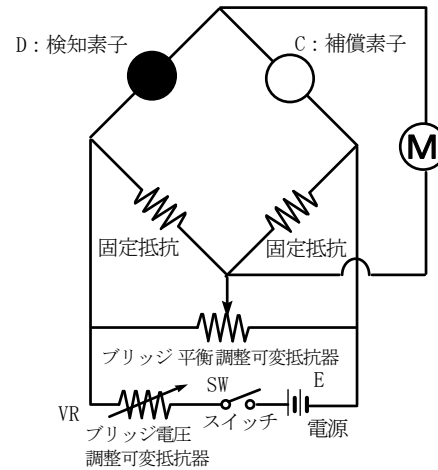 D：検知素子
C：補償素子
M
固定抵抗
固定抵抗
ブリッジ 平衡調整可変抵抗器
SW
E
VR
スイッチ
電源
ブリッジ電圧
調整可変抵抗器